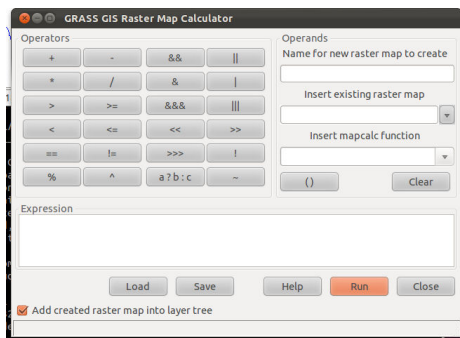 GRASS GIS Raster Map Calculator
Operators
+ - && ||
* / & |
> >= &&& |||
< <= << >>
== != >>> !
% ^ a ? b : c ~
Operands
Name for new raster map to create
Insert existing raster map
Insert mapcalc function
() Clear
Expression
Load Save Help Run Close
Add created raster map into layer tree